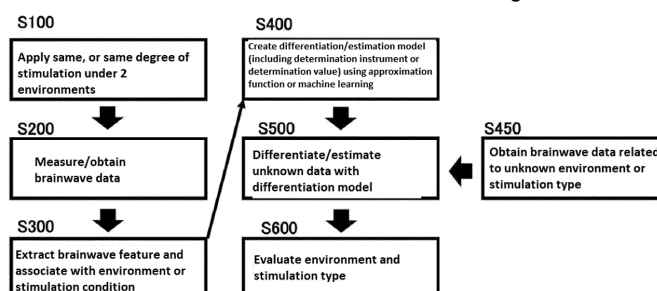 S100
Apply same, or same degree of
stimulation under 2
environments
S200
Measure/obtain
brainwave data
S300
Extract brainwave feature and
associate with environment or
stimulation condition
S400
Create differentiation/estimation model
(including determination instrument or
determination value) using approximation
function or machine learning
S500
Differentiate/estimate
unknown data with
differentiation model
S450
Obtain brainwave data related
to unknown environment or
stimulation type
S600
Evaluate environment and
stimulation type